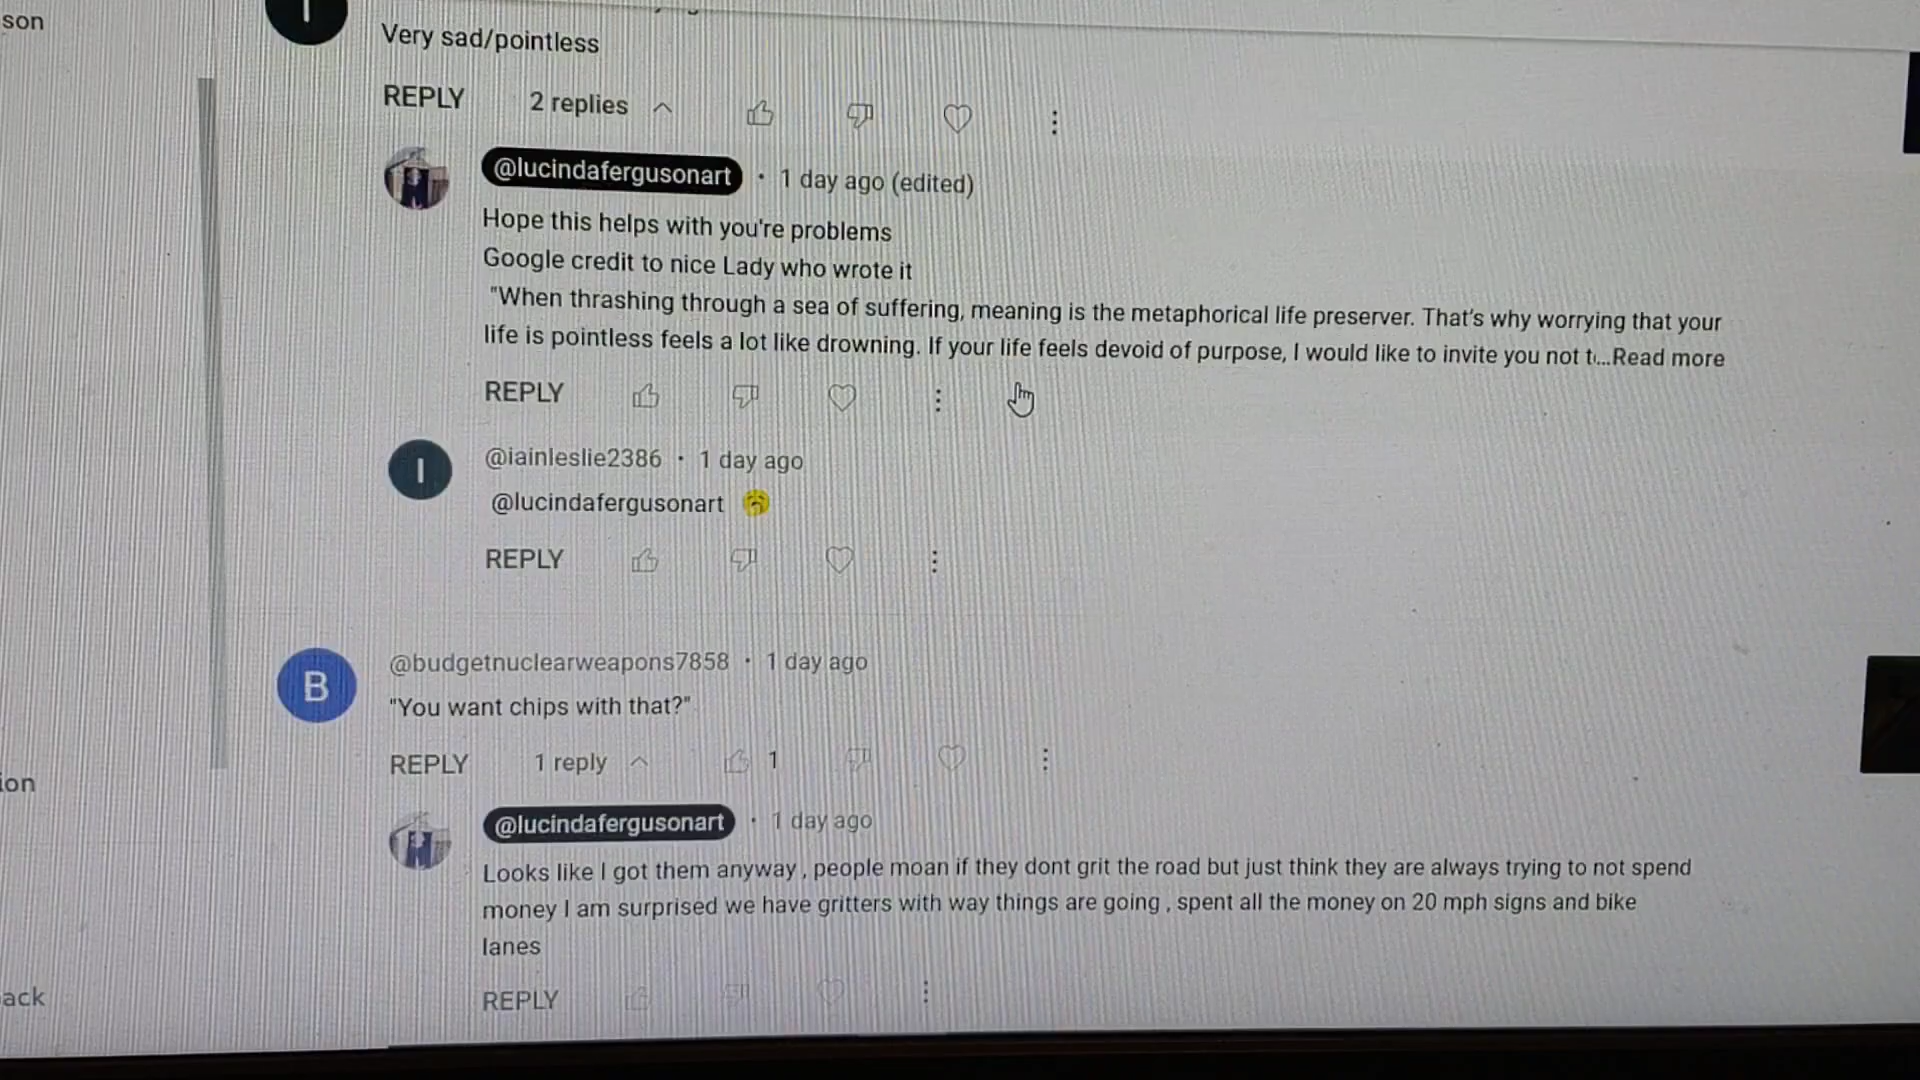 son
Very sad/pointless
REPLY 2 replies
@lucindafergusonart · 1 day ago (edited)
Hope this helps with you're problems
Google credit to nice Lady who wrote it
"When thrashing through a sea of suffering, meaning is the metaphorical life preserver. That's why worrying that your
life is pointless feels a lot like drowning. If your life feels devoid of purpose, I would like to invite you not t...Read more
REPLY
I
@iainleslie2386 · 1 day ago
@lucindafergusonart
REPLY
B
@budgetnuclearweapons7858 · 1 day ago
"You want chips with that?"
REPLY 1 reply 1
ion
@lucindafergusonart · 1 day ago
Looks like I got them anyway , people moan if they dont grit the road but just think they are always trying to not spend
money I am surprised we have gritters with way things are going , spent all the money on 20 mph signs and bike
lanes
ack
REPLY